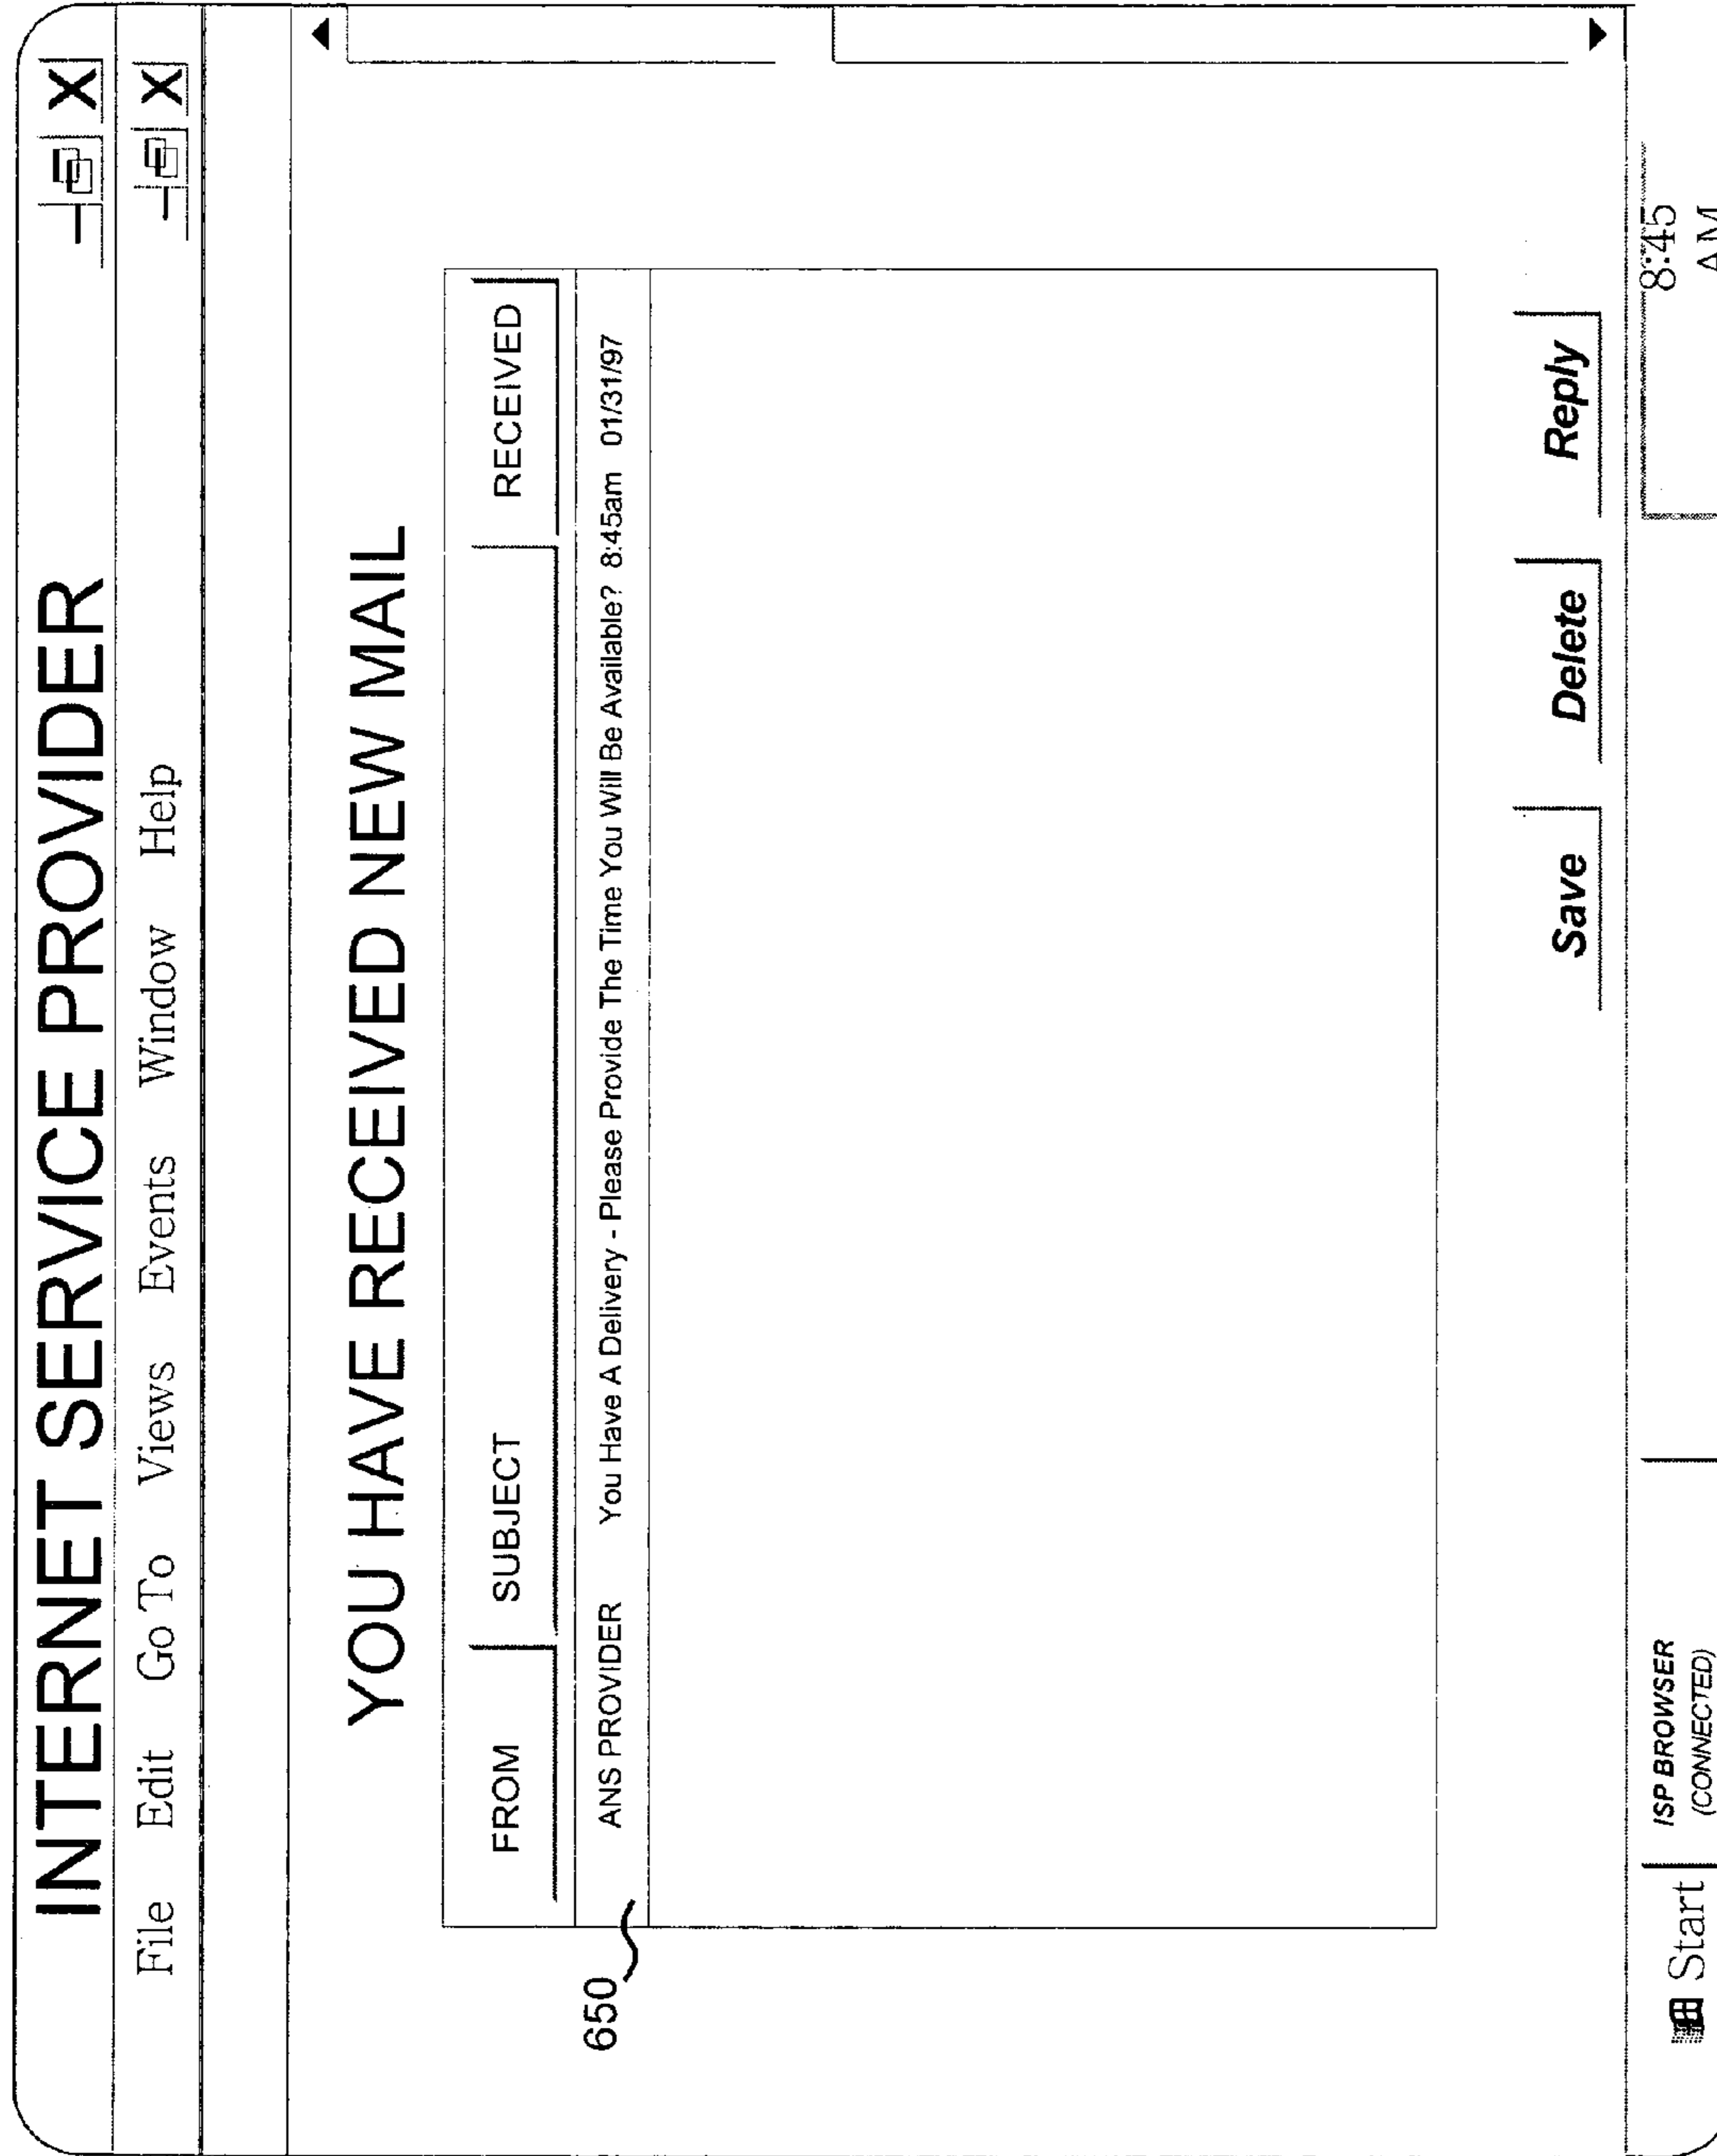 INTERNET SERVICE PROVIDER
File Edit Go To Views Events Window Help
YOU HAVE RECEIVED NEW MAIL
FROM SUBJECT RECEIVED
650 ANS PROVIDER You Have A Delivery - Please Provide The Time You Will Be Available? 8:45am 01/31/97
Save Delete Reply
Start ISP BROWSER 8:45
(CONNECTED) AM